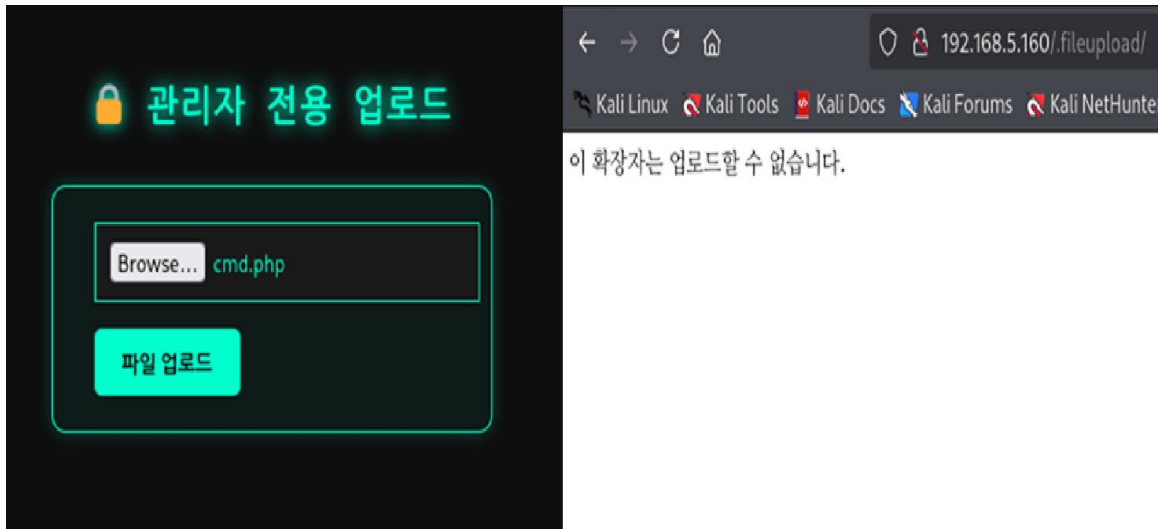 관리자 전용 업로드
Browse... cmd.php
파일 업로드
192.168.5.160/.fileupload/
Kali Linux Kali Tools Kali Docs Kali Forums Kali NetHunte
이 확장자는 업로드할 수 없습니다.